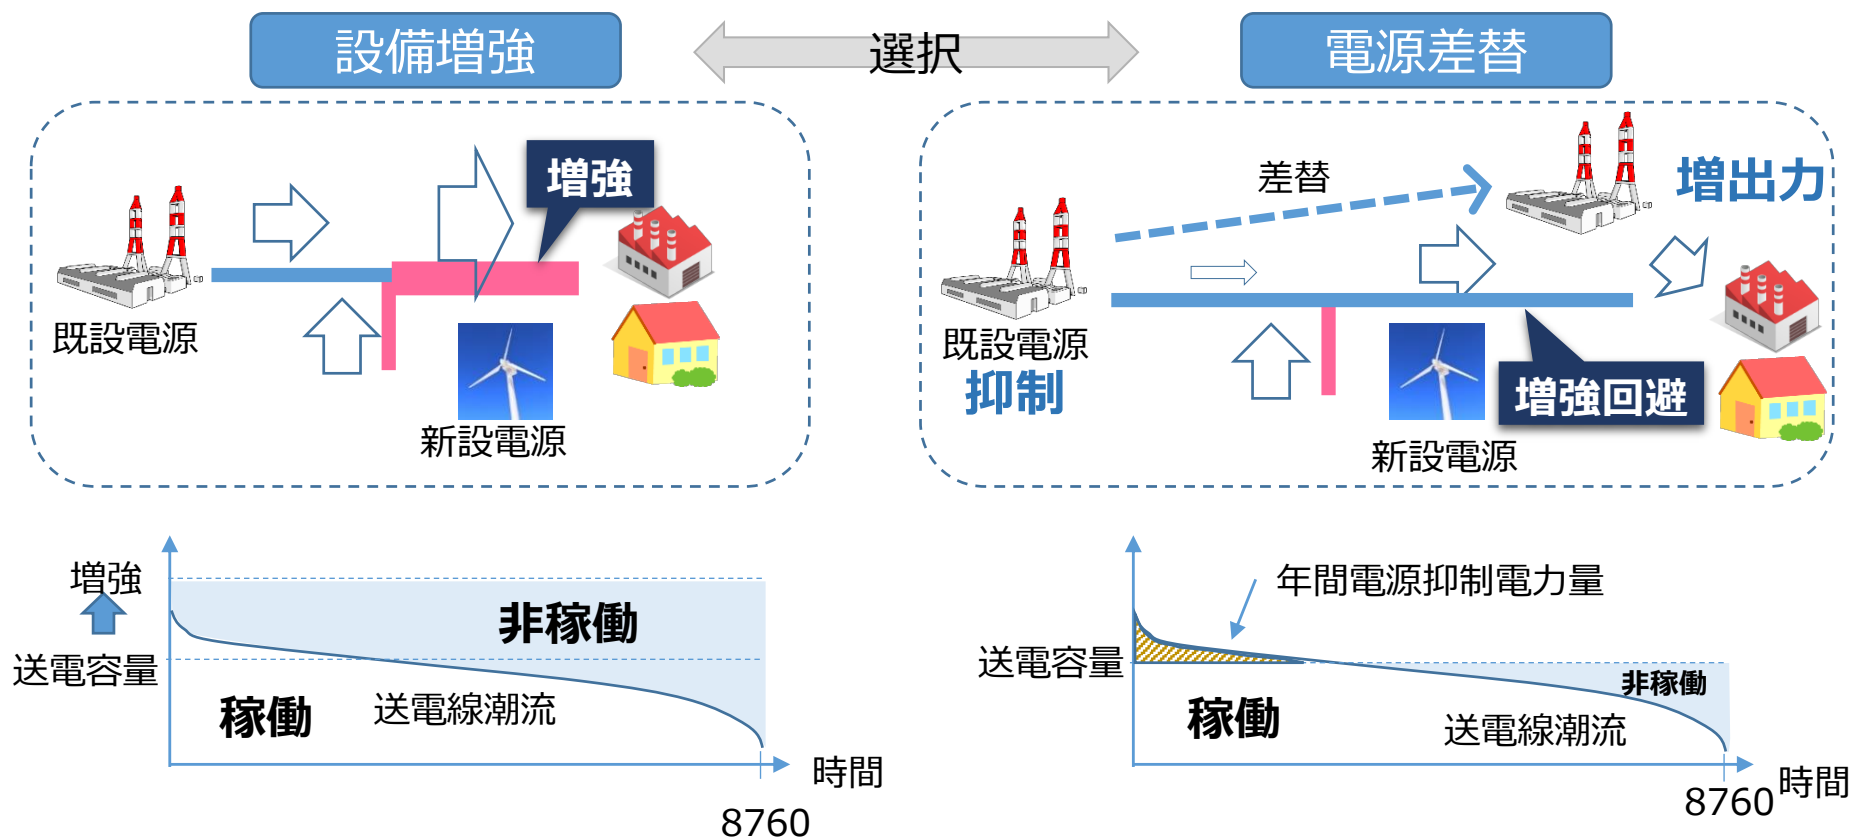 設備増強
選択
電源差替
増強
既設電源
新設電源
差替
増出力
既設電源
抑制
増強回避
新設電源
増強
送電容量
非稼働
稼働
送電線潮流
時間
8760
年間電源抑制電力量
送電容量
非稼働
稼働
送電線潮流
時間
8760